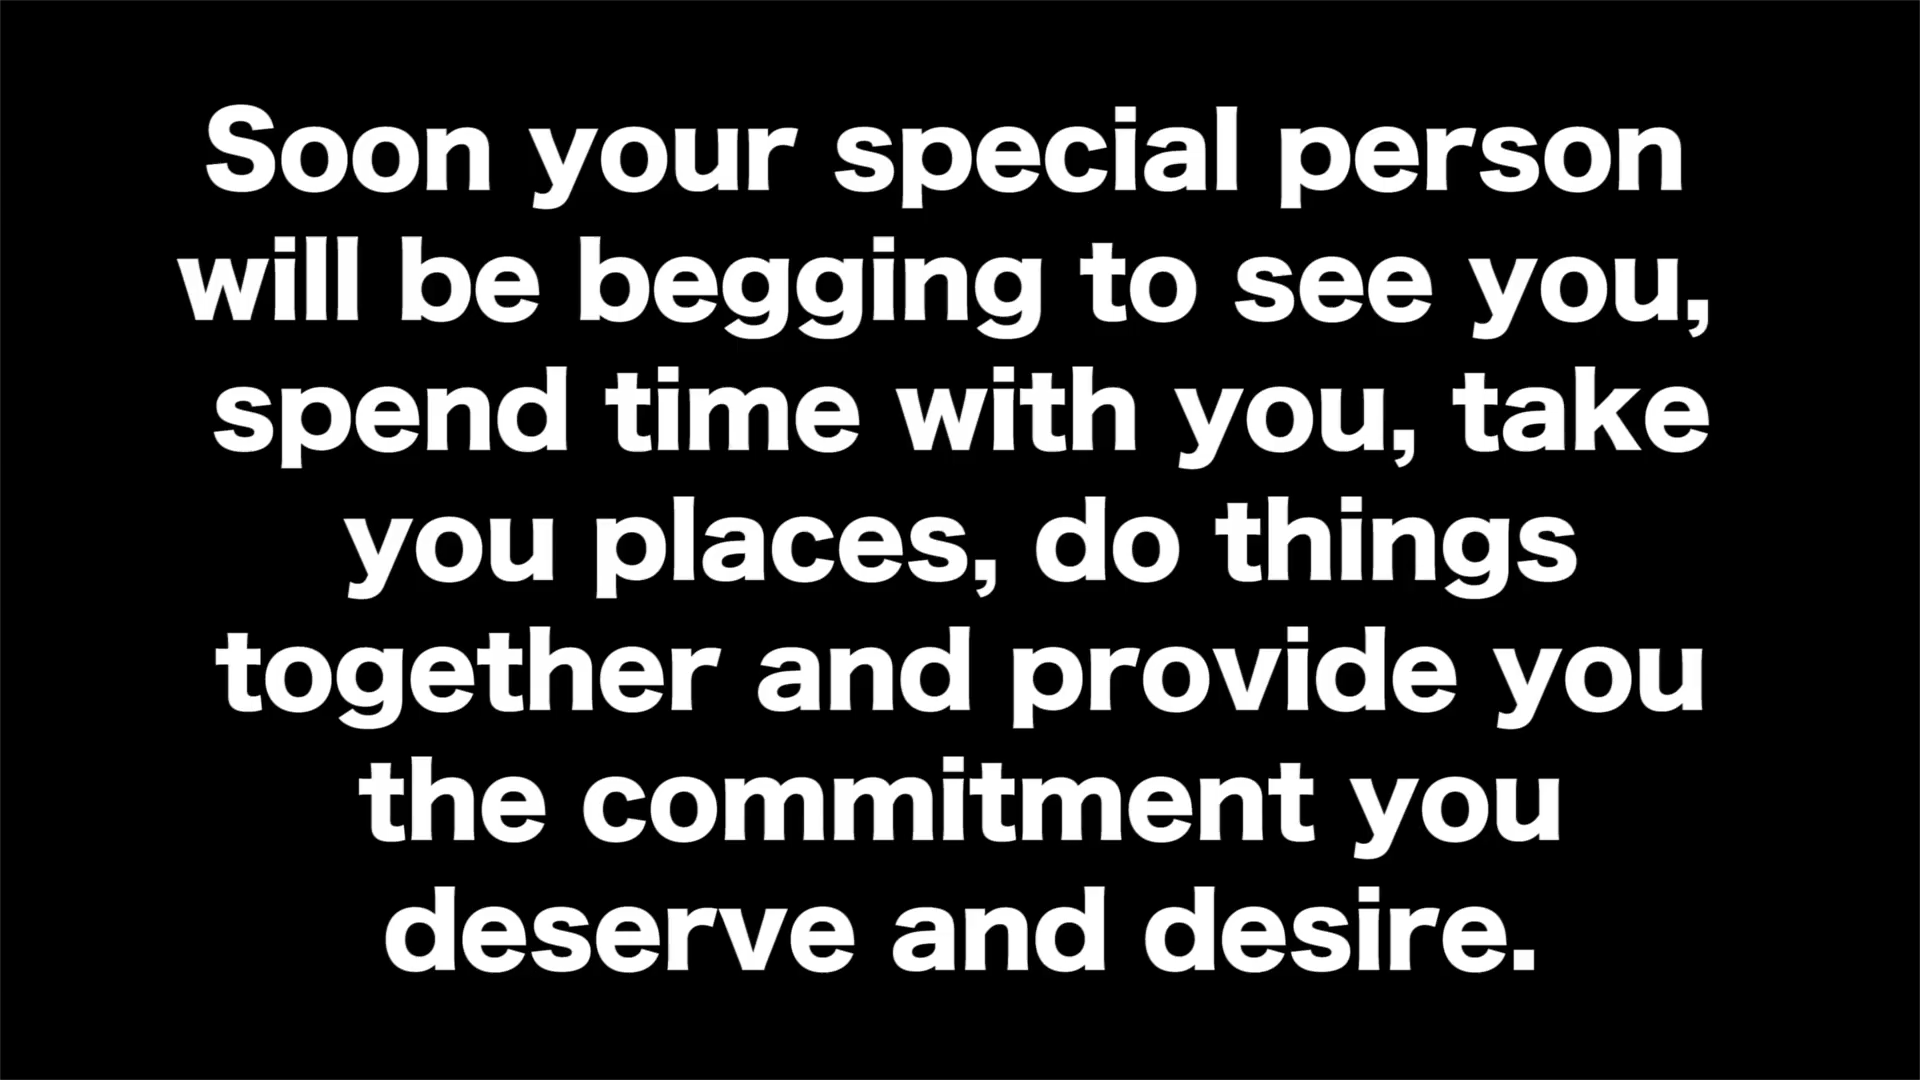 Soon your special person
will be begging to see you,
spend time with you, take
you places, do things
together and provide you
the commitment you
deserve and desire.